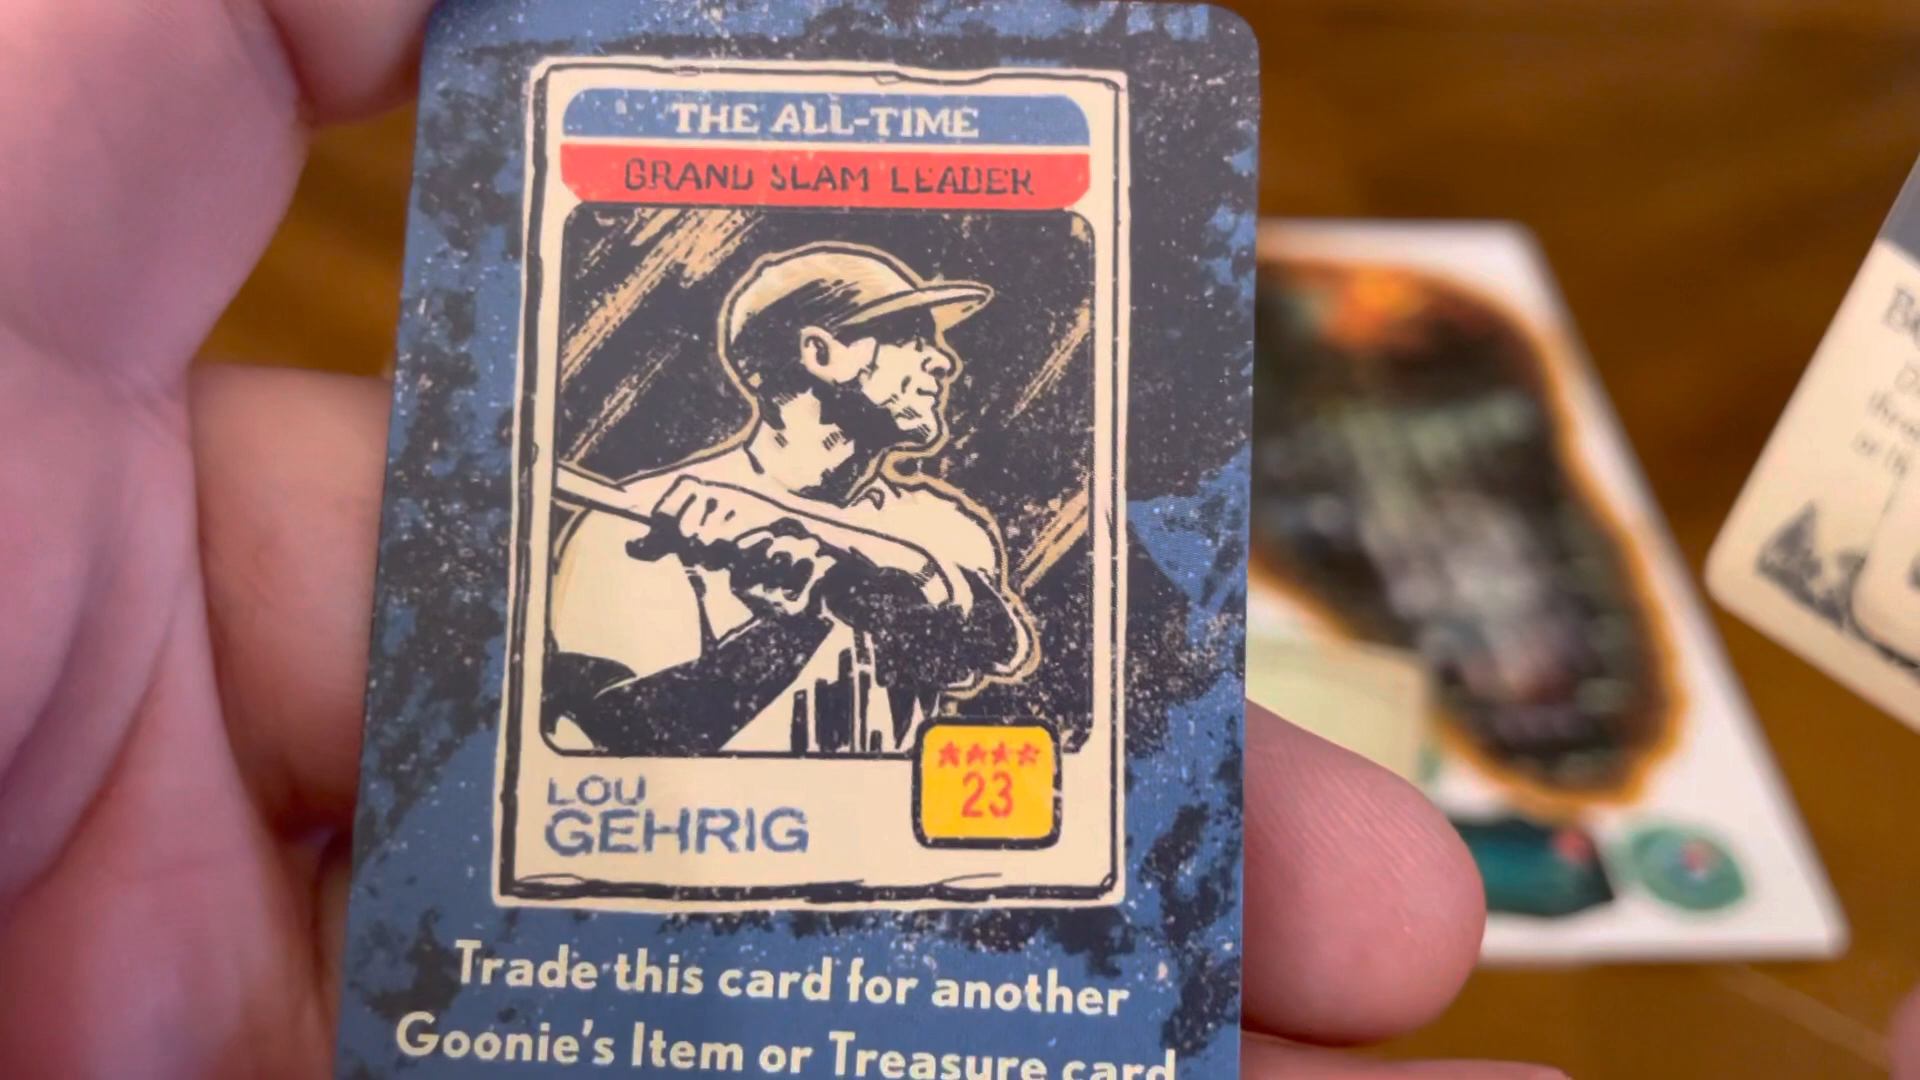 THE ALL-TIME
GRAND SLAM LEADER
LOU
GEHRIG
23
Trade this card for another
Goonie's Item or Treasure card